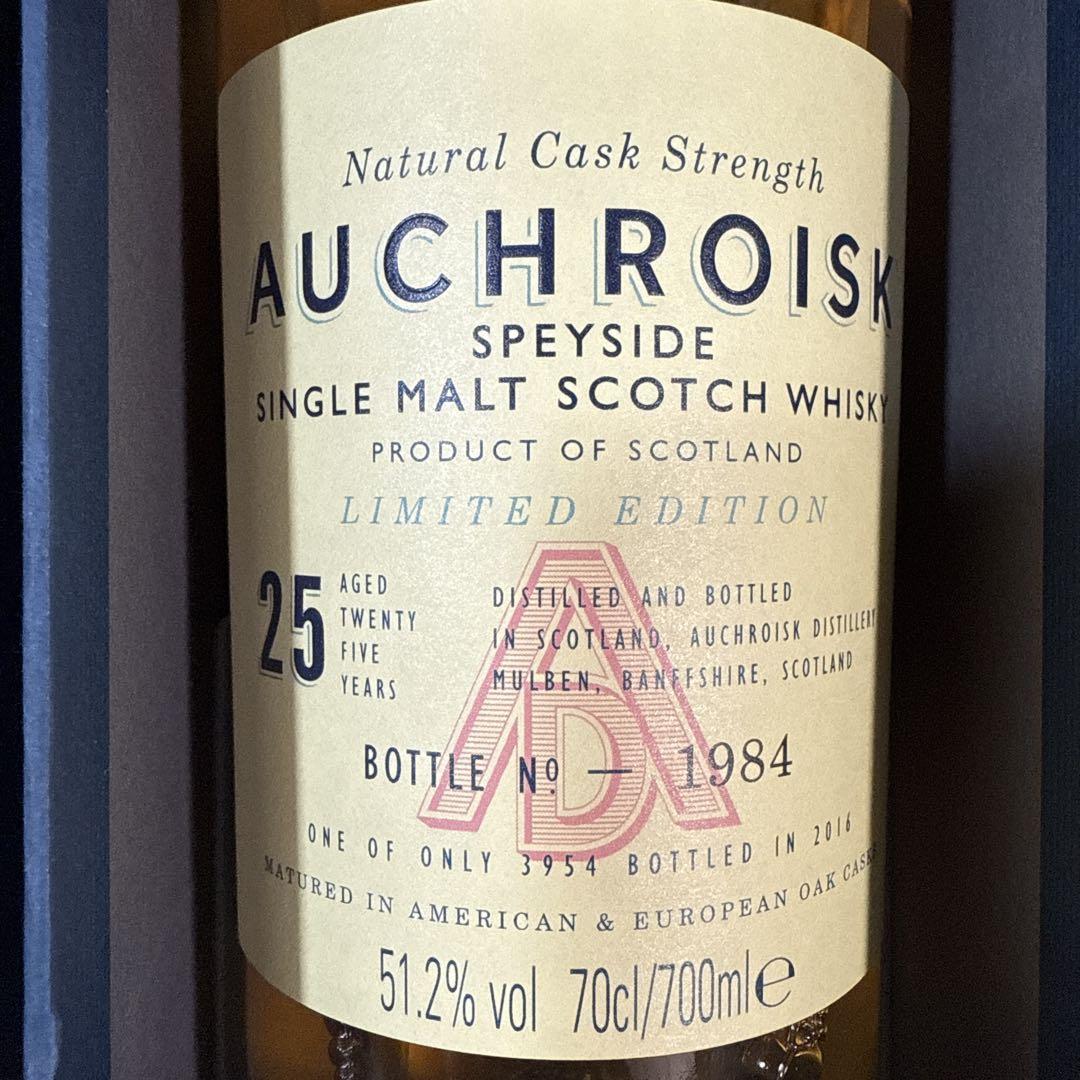 Natural Cask Strength
AUCHROISK
SPEYSIDE
SINGLE MALT SCOTCH WHISKY
PRODUCT OF SCOTLAND
LIMITED EDITION
25
AGED
TWENTY
FIVE
YEARS
DISTILLED AND BOTTLED
IN SCOTLAND, AUCHROISK DISTILLERY
MULBEN, BANFFSHIRE, SCOTLAND
AD
BOTTLE Nº — 1984
ONE OF ONLY 3954 BOTTLED IN 2016
MATURED IN AMERICAN & EUROPEAN OAK CASKS
51.2% vol 70cl/700ml℮